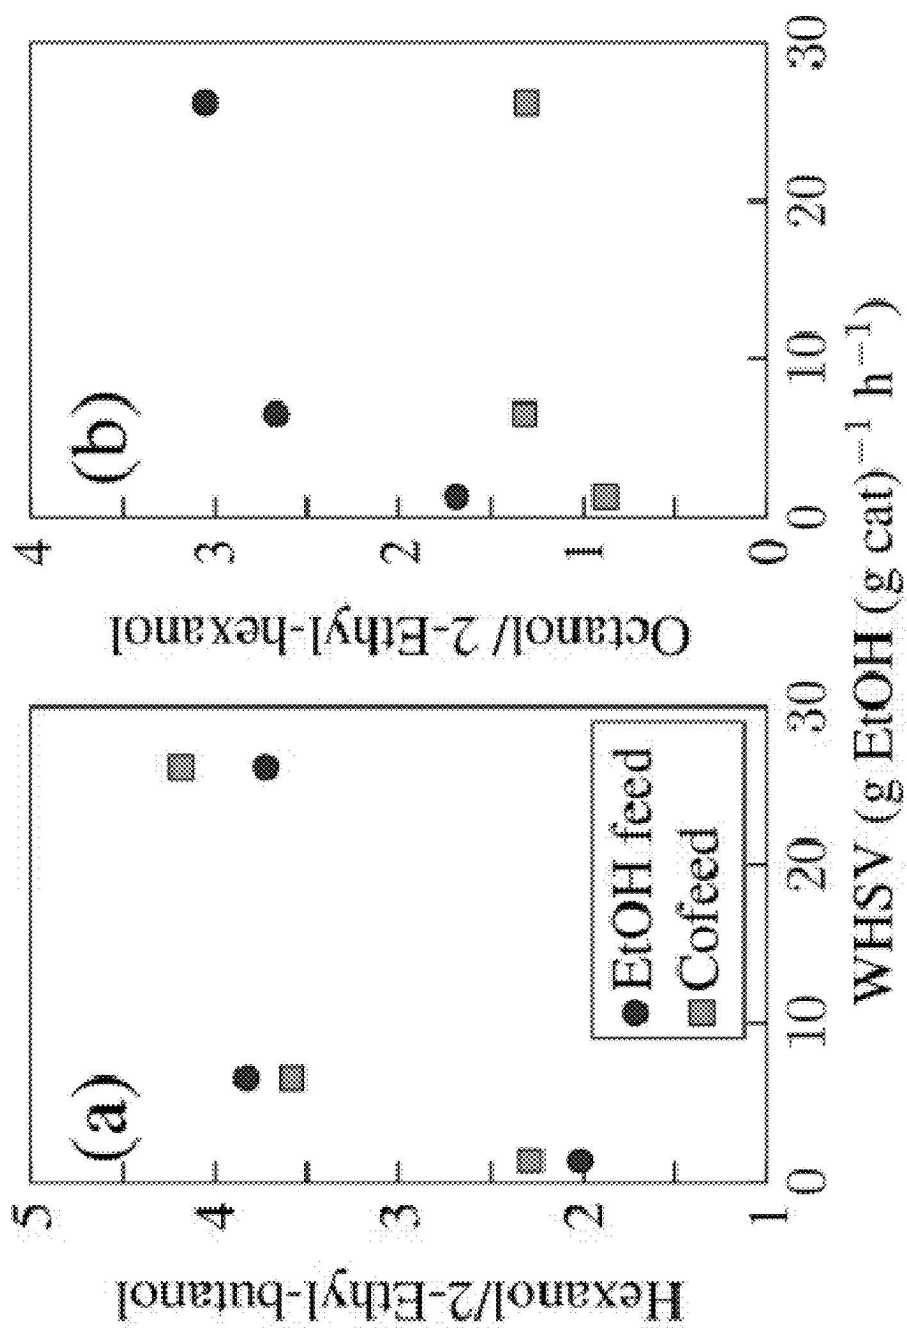 (a)
5
4
3
2
1
Hexanol/2-Ethyl-butanol
0 10 20 30
EtOH feed
Cofeed
(b)
4
3
2
1
0
Octanol/ 2-Ethyl-hexanol
0 10 20 30
WHSV (g EtOH (g cat)⁻¹ h⁻¹)